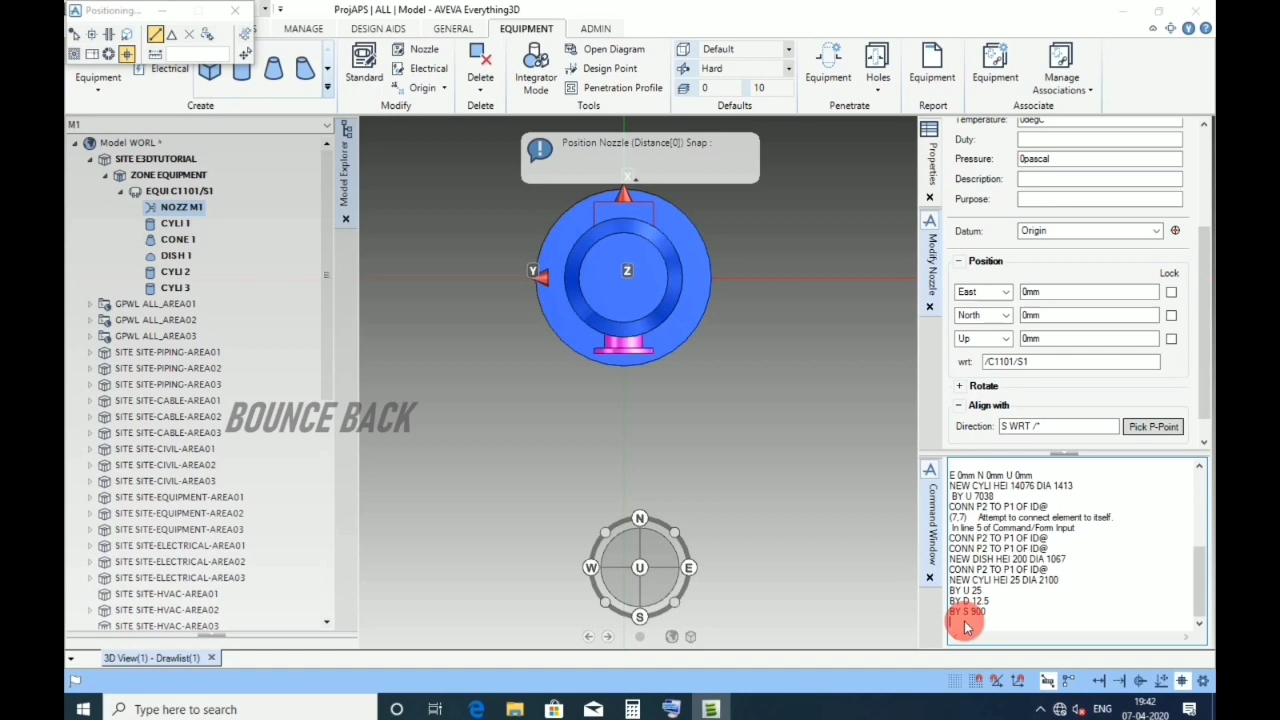 Positioning...
ProjAPS | ALL | Model - AVEVA Everything3D
MANAGE
DESIGN AIDS
GENERAL
EQUIPMENT
ADMIN
Equipment
Electrical
Create
Standard
Nozzle
Electrical
Origin
Modify
Delete
Delete
Integrator Mode
Open Diagram
Design Point
Penetration Profile
Tools
Default
Hard
0 10
Defaults
Equipment
Holes
Penetrate
Equipment
Report
Equipment
Manage Associations
Associate
M1
Model WORL *
SITE E3DTUTORIAL
ZONE EQUIPMENT
EQUI C1101/S1
NOZZ M1
CYLI 1
CONE 1
DISH 1
CYLI 2
CYLI 3
GPWL ALL_AREA01
GPWL ALL_AREA02
GPWL ALL_AREA03
SITE SITE-PIPING-AREA01
SITE SITE-PIPING-AREA02
SITE SITE-PIPING-AREA03
SITE SITE-CABLE-AREA01
SITE SITE-CABLE-AREA02
SITE SITE-CABLE-AREA03
SITE SITE-CIVIL-AREA01
SITE SITE-CIVIL-AREA02
SITE SITE-CIVIL-AREA03
SITE SITE-EQUIPMENT-AREA01
SITE SITE-EQUIPMENT-AREA02
SITE SITE-EQUIPMENT-AREA03
SITE SITE-ELECTRICAL-AREA01
SITE SITE-ELECTRICAL-AREA02
SITE SITE-ELECTRICAL-AREA03
SITE SITE-HVAC-AREA01
SITE SITE-HVAC-AREA02
SITE SITE-HVAC-AREA03
Model Explorer
BOUNCE BACK
Position Nozzle (Distance[0]) Snap :
X
Y
Z
N
W
U
E
S
Properties
Modify Nozzle
Command Window
Temperature: 0degC
Duty:
Pressure: 0pascal
Description:
Purpose:
Datum: Origin
Position
Lock
East 0mm
North 0mm
Up 0mm
wrt: /C1101/S1
Rotate
Align with
Direction: S WRT /* Pick P-Point
E 0mm N 0mm U 0mm
NEW CYLI HEI 14076 DIA 1413
BY U 7038
CONN P2 TO P1 OF ID@
(7,7) Attempt to connect element to itself.
In line 5 of Command/Form Input
CONN P2 TO P1 OF ID@
CONN P2 TO P1 OF ID@
NEW DISH HEI 200 DIA 1067
CONN P2 TO P1 OF ID@
NEW CYLI HEI 25 DIA 2100
BY U 25
BY D 12.5
BY S 900
3D View(1) - Drawlist(1)
Type here to search
ENG
19:42
07-04-2020